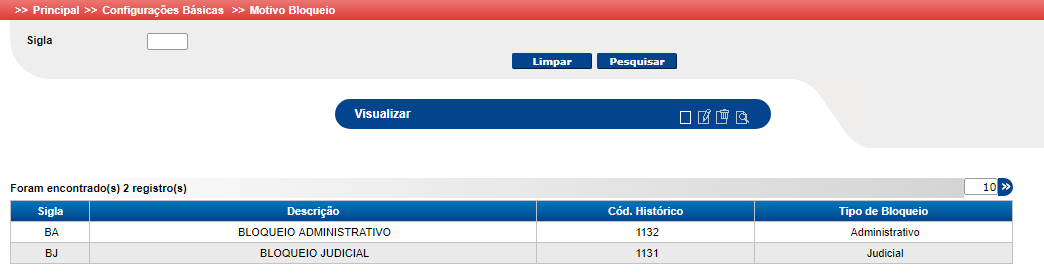 >> Principal >> Configurações Básicas >> Motivo Bloqueio
Sigla
Limpar Pesquisar
Visualizar
Foram encontrado(s) 2 registro(s) 10 »
Sigla Descrição Cód. Histórico Tipo de Bloqueio
BA BLOQUEIO ADMINISTRATIVO 1132 Administrativo
BJ BLOQUEIO JUDICIAL 1131 Judicial